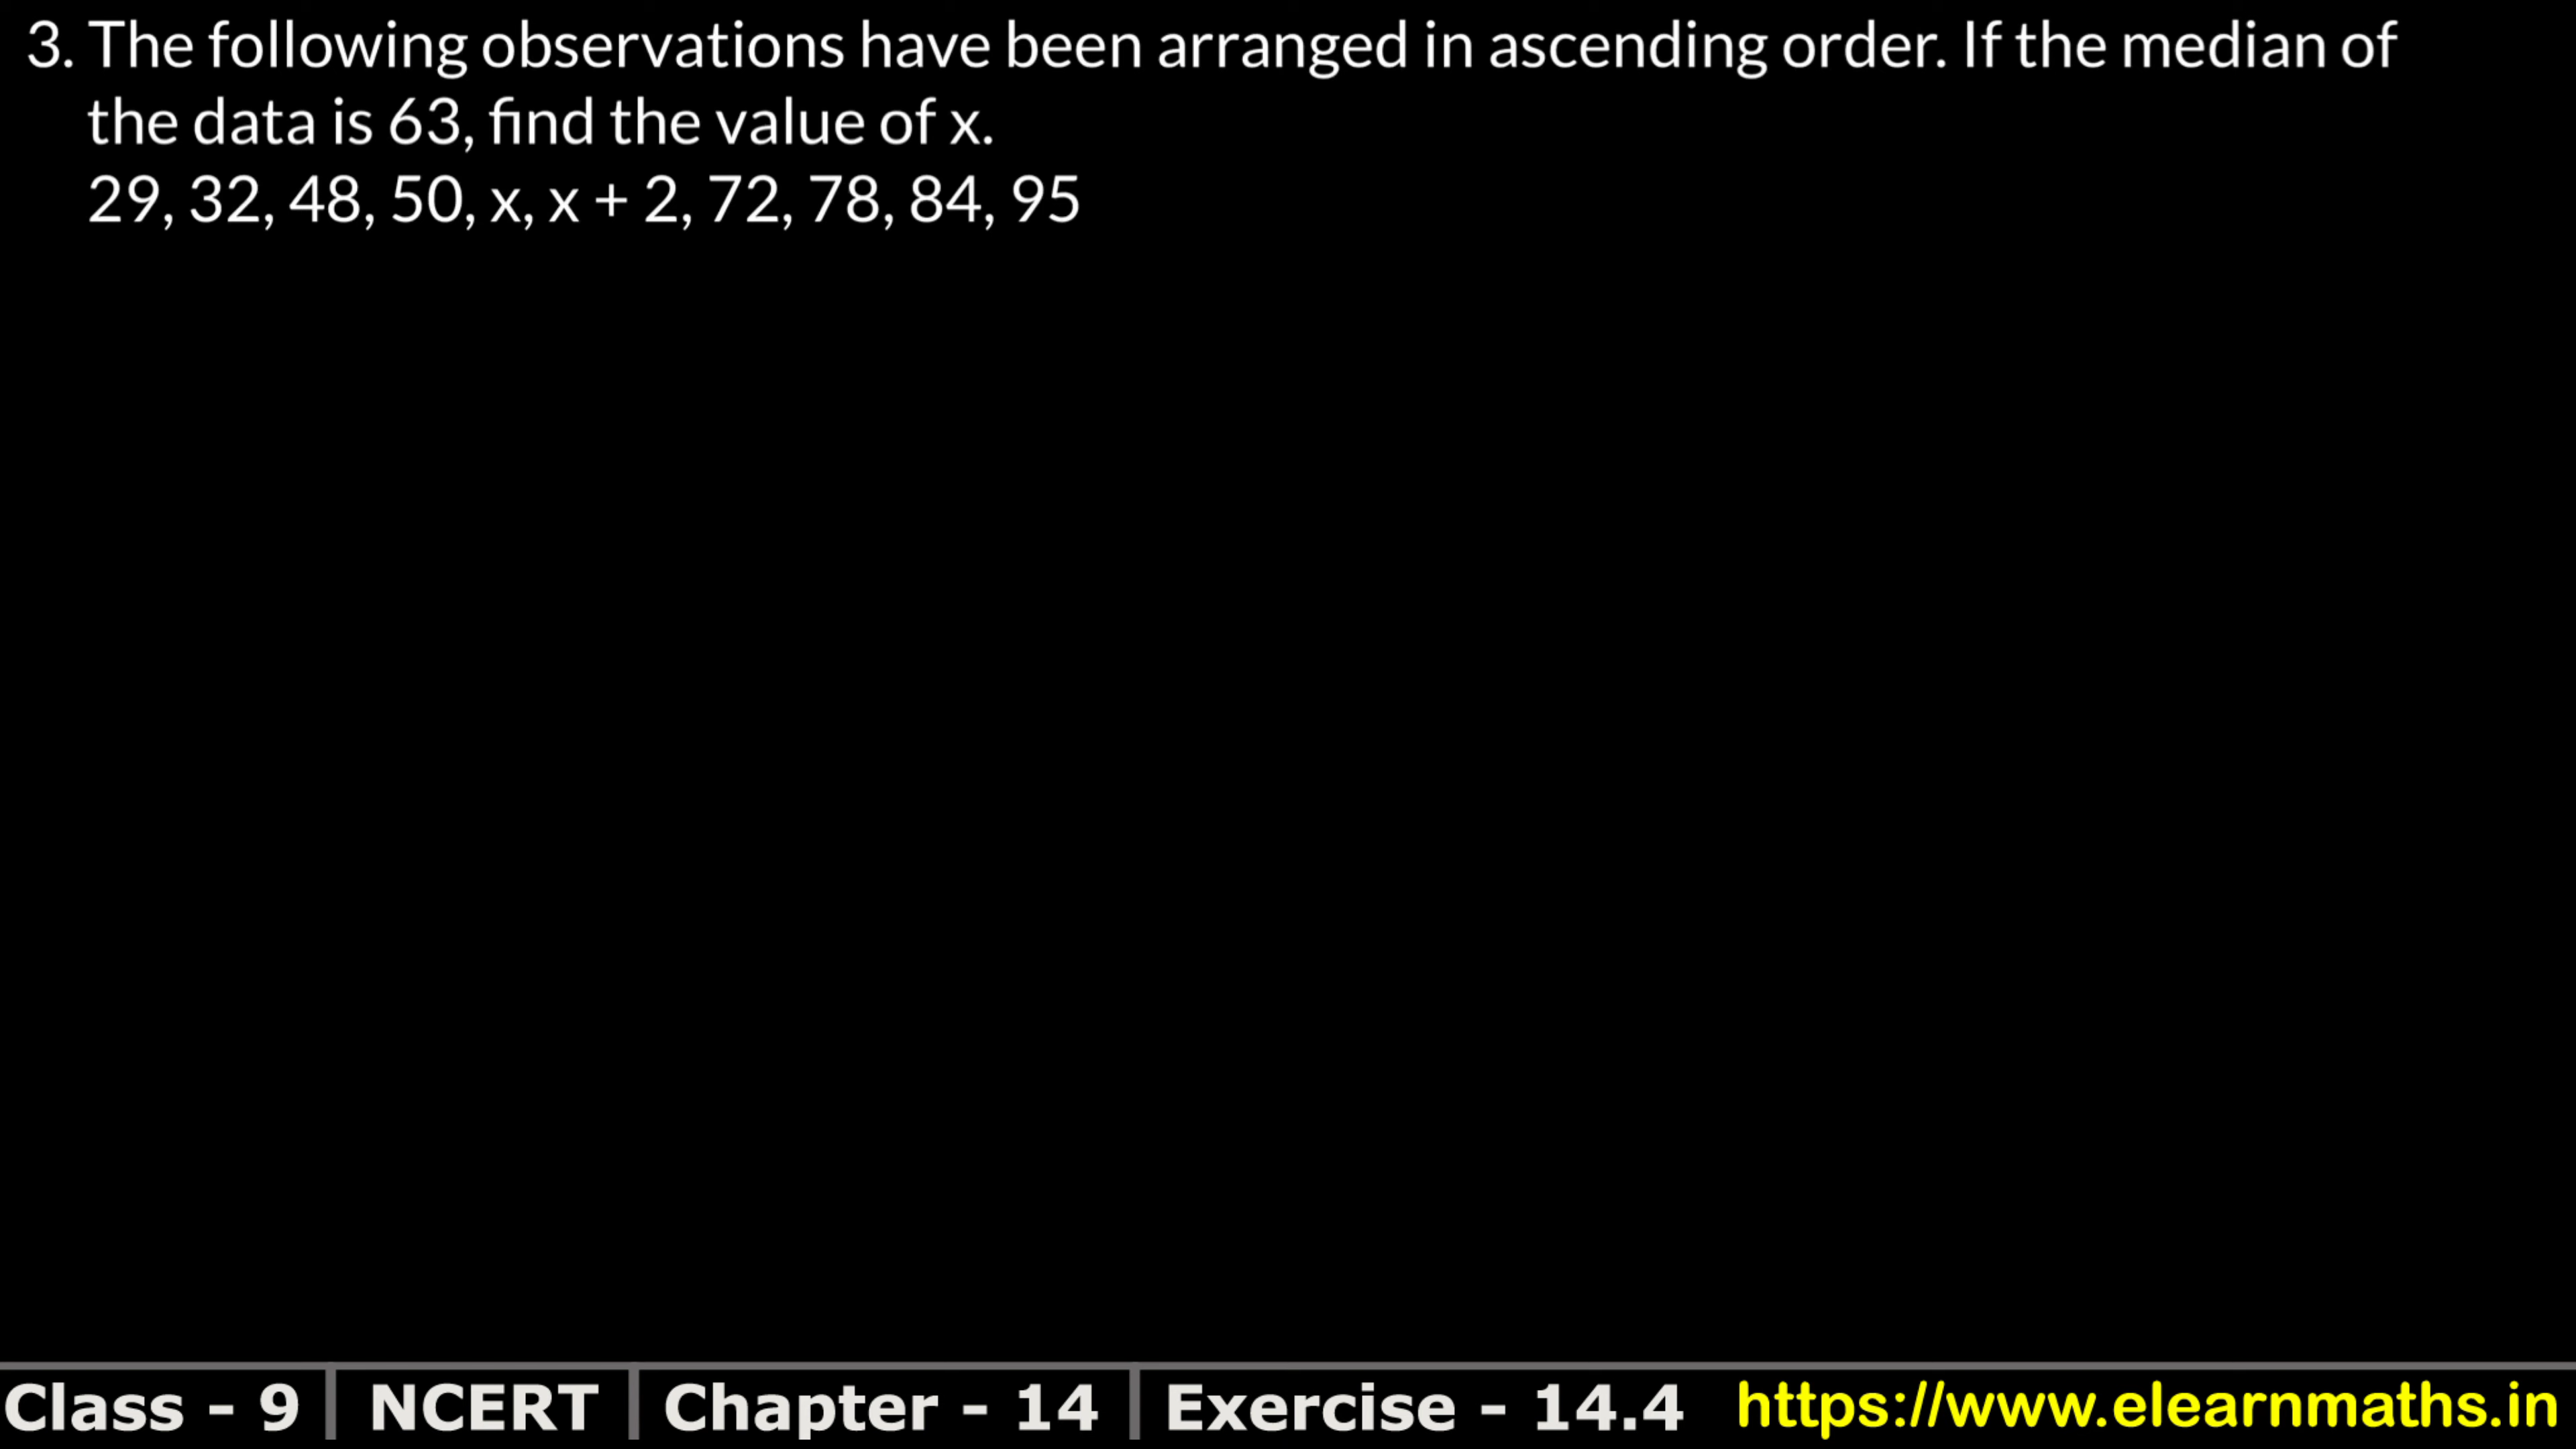 3. The following observations have been arranged in ascending order. If the median of
the data is 63, find the value of x.
29, 32, 48, 50, x, x + 2, 72, 78, 84, 95
Class - 9 | NCERT | Chapter - 14 | Exercise - 14.4 https://www.elearnmaths.in